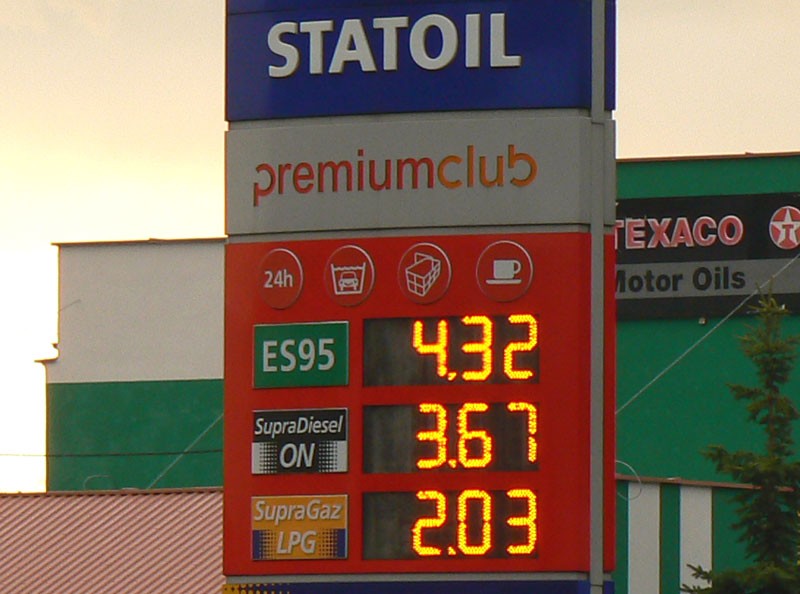 STATOIL
premiumclub
TEXACO T
Motor Oils
24h
ES95 4.32
SupraDiesel
ON 3.67
SupraGaz
LPG 2.03